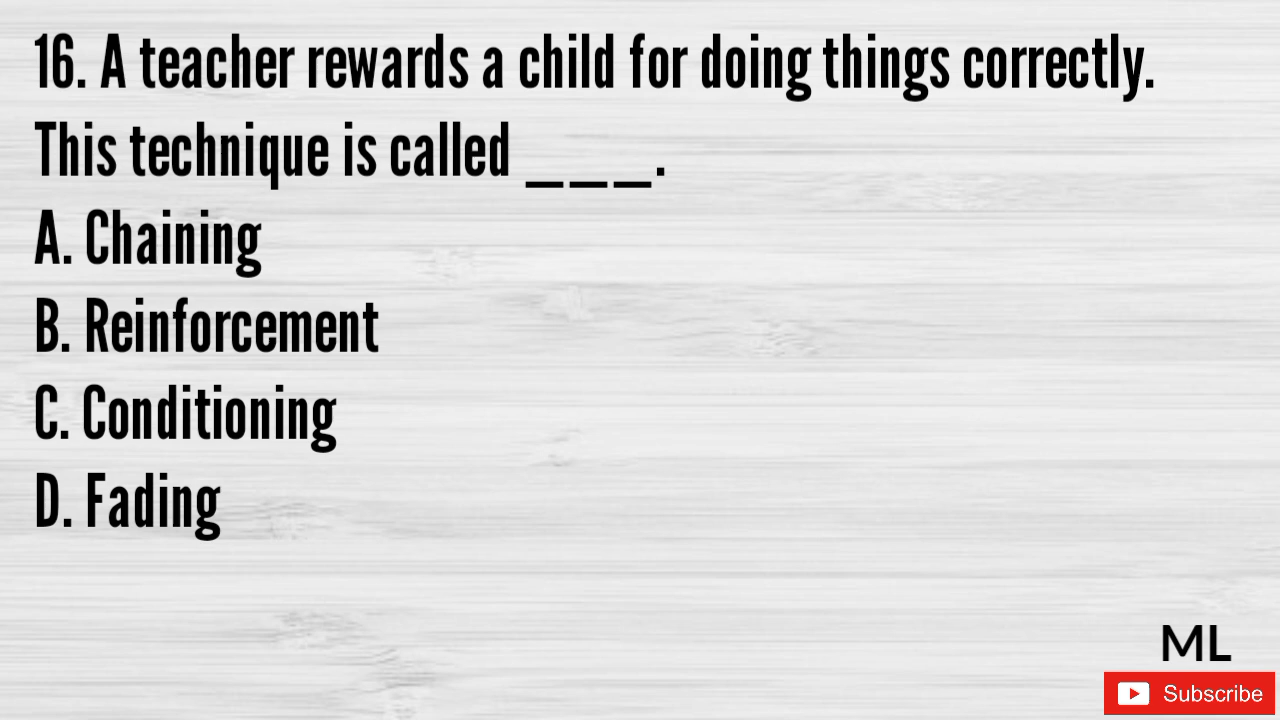 16. A teacher rewards a child for doing things correctly.
This technique is called ___.
A. Chaining
B. Reinforcement
C. Conditioning
D. Fading
ML
Subscribe